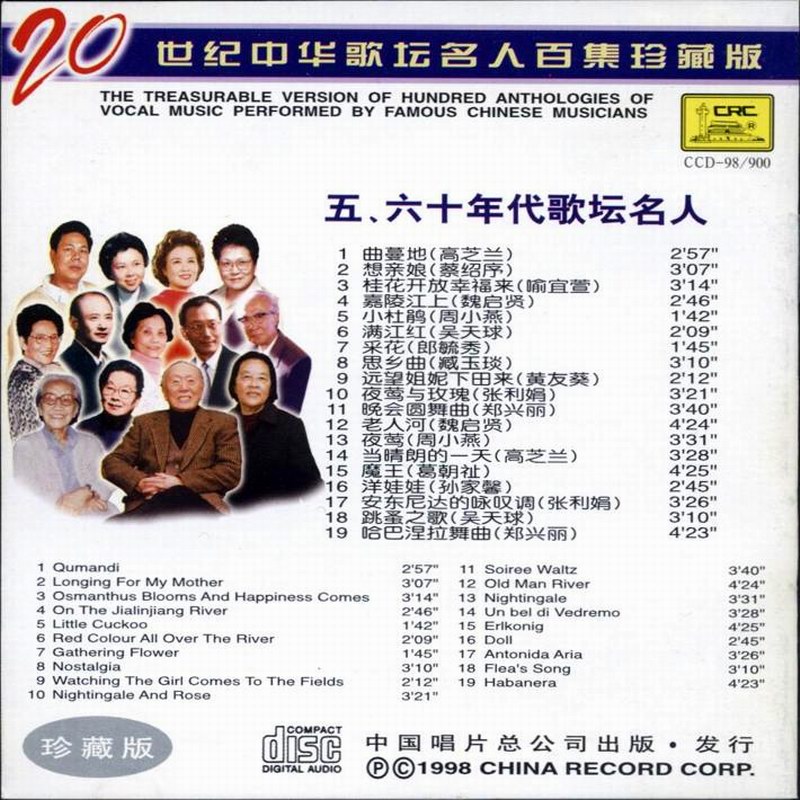 20 世纪中华歌坛名人百集珍藏版
THE TREASURABLE VERSION OF HUNDRED ANTHOLOGIES OF
VOCAL MUSIC PERFORMED BY FAMOUS CHINESE MUSICIANS
CRC
®
CCD-98/900
五、六十年代歌坛名人
1 曲蔓地(高芝兰) 2'57"
2 想亲娘(蔡绍序) 3'07"
3 桂花开放幸福来(喻宜萱) 3'14"
4 嘉陵江上(魏启贤) 2'46"
5 小杜鹃(周小燕) 1'42"
6 满江红(吴天球) 2'09"
7 采花(郎毓秀) 1'45"
8 思乡曲(臧玉琰) 3'10"
9 远望姐妮下田来(黄友葵) 2'12"
10 夜莺与玫瑰(张利娟) 3'21"
11 晚会圆舞曲(郑兴丽) 3'40"
12 老人河(魏启贤) 4'24"
13 夜莺(周小燕) 3'31"
14 当晴朗的一天(高芝兰) 3'28"
15 魔王(葛朝祉) 4'25"
16 洋娃娃(孙家馨) 2'45"
17 安东尼达的咏叹调(张利娟) 3'26"
18 跳蚤之歌(吴天球) 3'10"
19 哈巴涅拉舞曲(郑兴丽) 4'23"
1 Qumandi 2'57"
2 Longing For My Mother 3'07"
3 Osmanthus Blooms And Happiness Comes 3'14"
4 On The Jialinjiang River 2'46"
5 Little Cuckoo 1'42"
6 Red Colour All Over The River 2'09"
7 Gathering Flower 1'45"
8 Nostalgia 3'10"
9 Watching The Girl Comes To The Fields 2'12"
10 Nightingale And Rose 3'21"
11 Soiree Waltz 3'40"
12 Old Man River 4'24"
13 Nightingale 3'31"
14 Un bel di Vedremo 3'28"
15 Erlkonig 4'25"
16 Doll 2'45"
17 Antonida Aria 3'26"
18 Flea's Song 3'10"
19 Habanera 4'23"
珍藏版
COMPACT
disc
DIGITAL AUDIO
中国唱片总公司出版·发行
Ⓟ©1998 CHINA RECORD CORP.